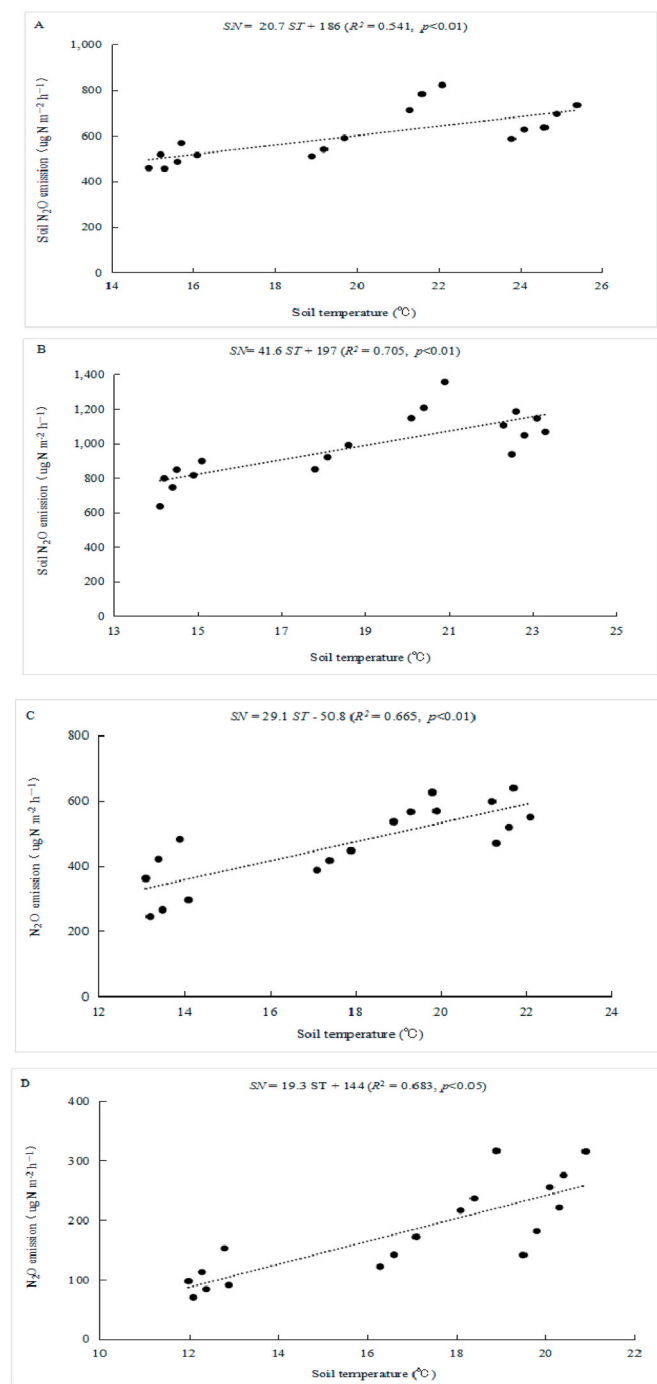 A
SN = 20.7 ST + 186 (R² = 0.541, p<0.01)
1,000
800
600
400
200
0
Soil N₂O emission (ug N m⁻² h⁻¹)
14 16 18 20 22 24 26
Soil temperature (℃)
B
SN= 41.6 ST + 197 (R² = 0.705, p<0.01)
1,400
1,200
1,000
800
600
400
200
0
Soil N₂O emission (ug N m⁻² h⁻¹)
13 15 17 19 21 23 25
Soil temperature (℃)
C
SN = 29.1 ST - 50.8 (R² = 0.665, p<0.01)
800
600
400
200
0
N₂O emission (ug N m⁻² h⁻¹)
12 14 16 18 20 22 24
Soil temperature (℃)
D
SN = 19.3 ST + 144 (R² = 0.683, p<0.05)
400
300
200
100
0
N₂O emission (ug N m⁻² h⁻¹)
10 12 14 16 18 20 22
Soil temperature (℃)